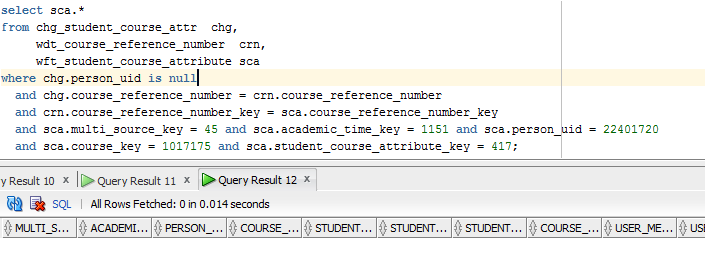 select sca.*
from chg_student_course_attr  chg,
     wdt_course_reference_number  crn,
     wft_student_course_attribute sca
where chg.person_uid is null
  and chg.course_reference_number = crn.course_reference_number
  and crn.course_reference_number_key = sca.course_reference_number_key
  and sca.multi_source_key = 45 and sca.academic_time_key = 1151 and sca.person_uid = 22401720
  and sca.course_key = 1017175 and sca.student_course_attribute_key = 417;
y Result 10 x Query Result 11 x Query Result 12 x
SQL | All Rows Fetched: 0 in 0.014 seconds
MULTI_S... ACADEMI... PERSON_... COURSE_... STUDENT... STUDENT... STUDENT... COURSE_... USER_ME... USE